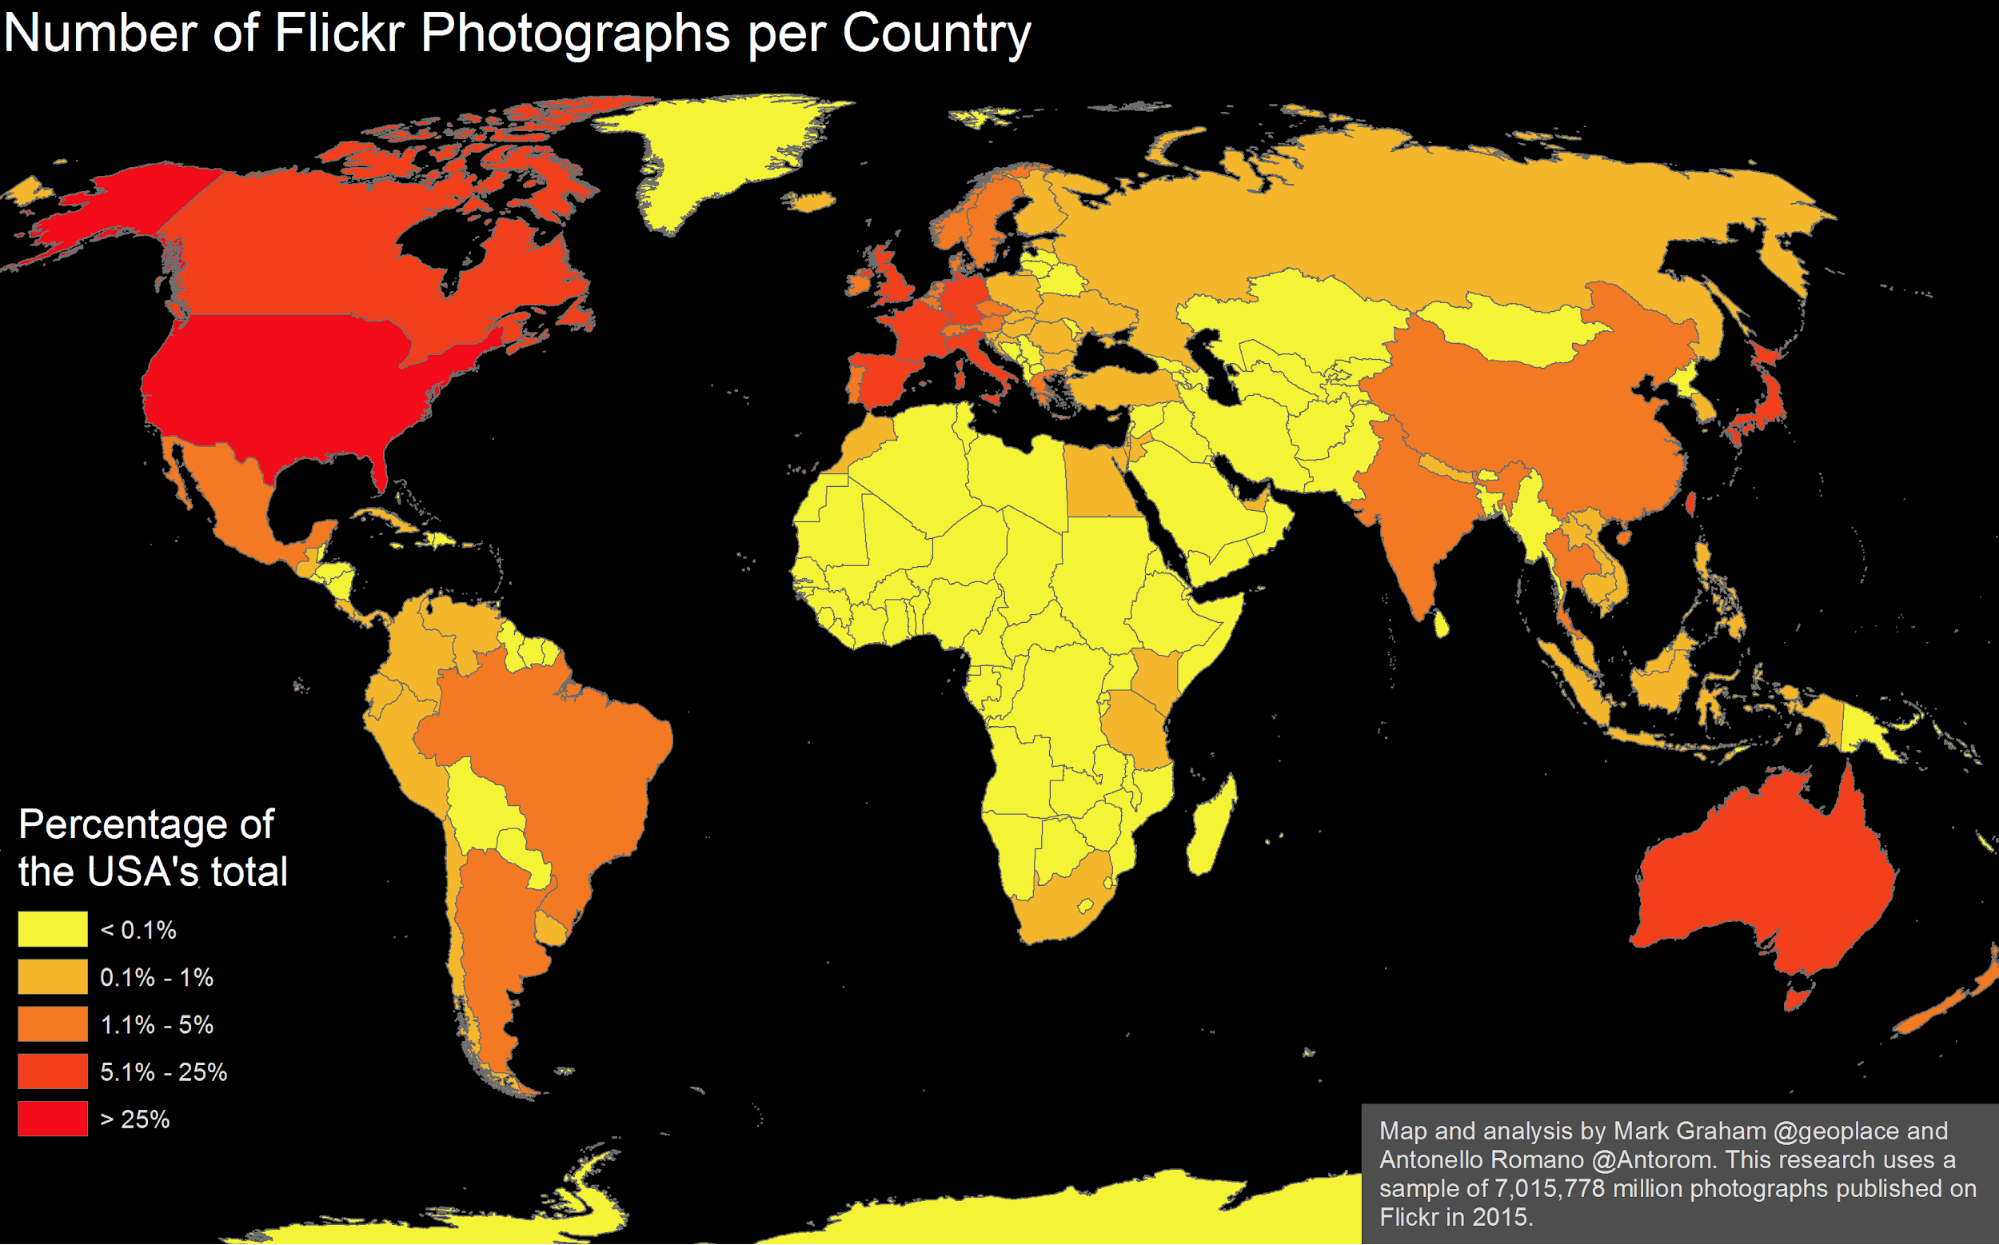 Number of Flickr Photographs per Country
Percentage of
the USA's total
< 0.1%
0.1% - 1%
1.1% - 5%
5.1% - 25%
> 25%
Map and analysis by Mark Graham @geoplace and
Antonello Romano @Antorom. This research uses a
sample of 7,015,778 million photographs published on
Flickr in 2015.